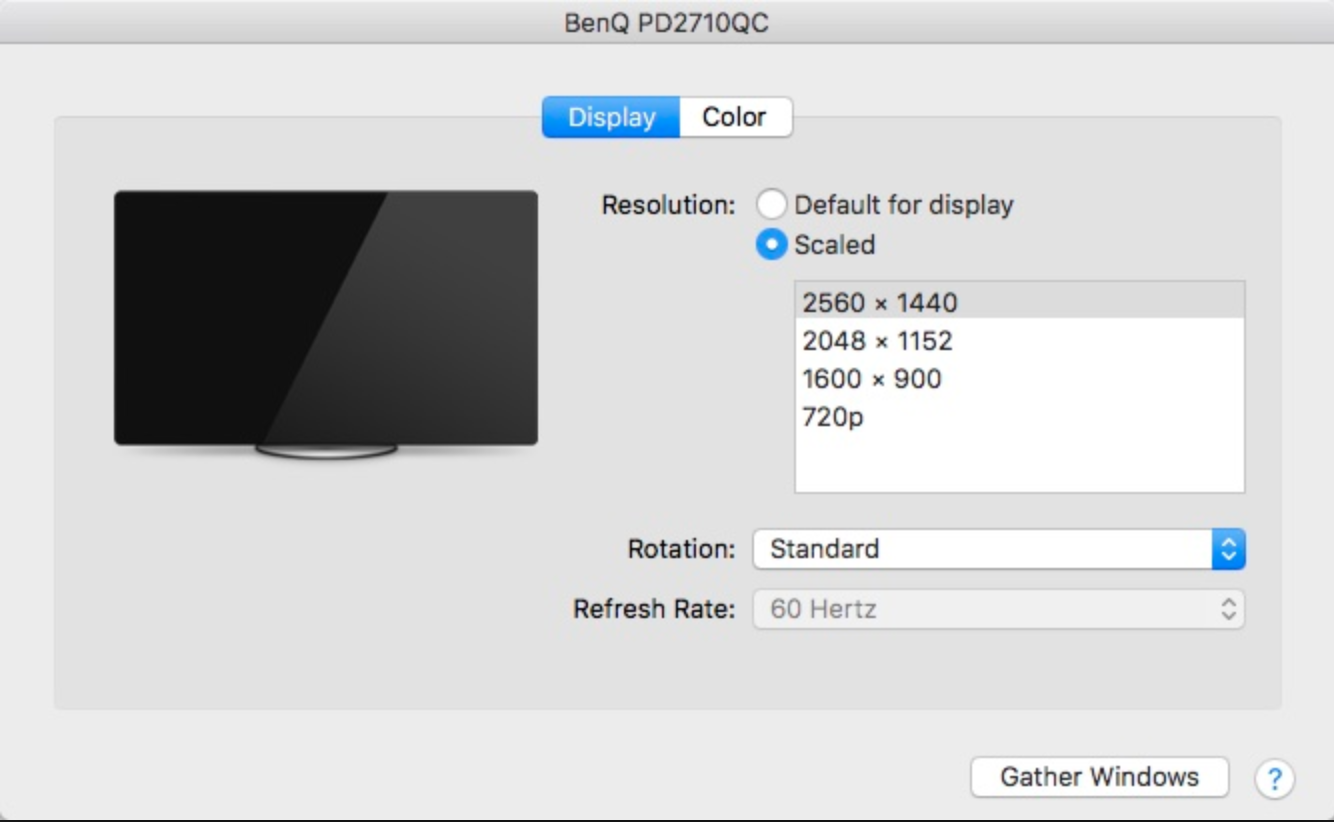 BenQ PD2710QC
Display Color
Resolution: Default for display
Scaled
2560 × 1440
2048 × 1152
1600 × 900
720p
Rotation: Standard
Refresh Rate: 60 Hertz
Gather Windows ?